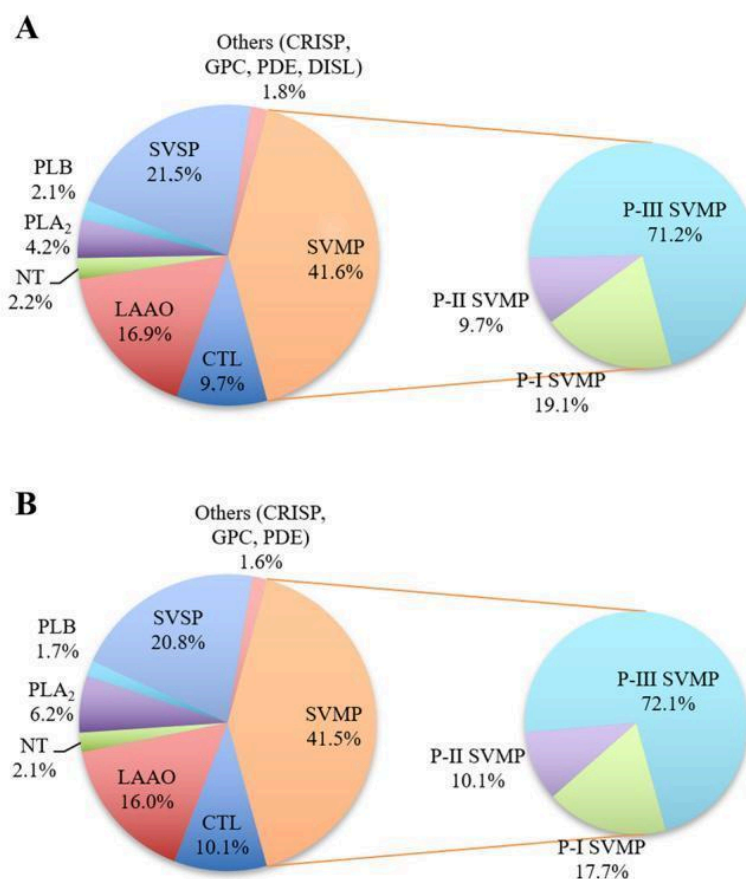 A
Others (CRISP,
GPC, PDE, DISL)
1.8%
SVSP
21.5%
PLB
2.1%
PLA₂
4.2%
NT
2.2%
LAAO
16.9%
CTL
9.7%
SVMP
41.6%
P-III SVMP
71.2%
P-II SVMP
9.7%
P-I SVMP
19.1%
B
Others (CRISP,
GPC, PDE)
1.6%
SVSP
20.8%
PLB
1.7%
PLA₂
6.2%
NT
2.1%
LAAO
16.0%
CTL
10.1%
SVMP
41.5%
P-III SVMP
72.1%
P-II SVMP
10.1%
P-I SVMP
17.7%